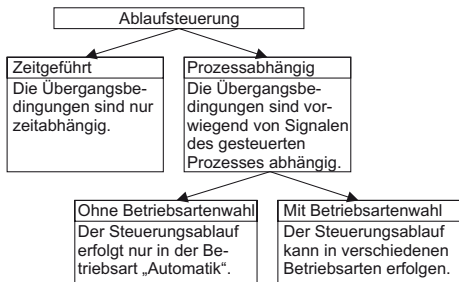 Ablaufsteuerung
Zeitgeführt
Die Übergangsbe-
dingungen sind nur
zeitabhängig.
Prozessabhängig
Die Übergangsbe-
dingungen sind vor-
wiegend von Signalen
des gesteuerten
Prozesses abhängig.
Ohne Betriebsartenwahl
Der Steuerungsablauf
erfolgt nur in der Be-
triebsart „Automatik“.
Mit Betriebsartenwahl
Der Steuerungsablauf
kann in verschiedenen
Betriebsarten erfolgen.